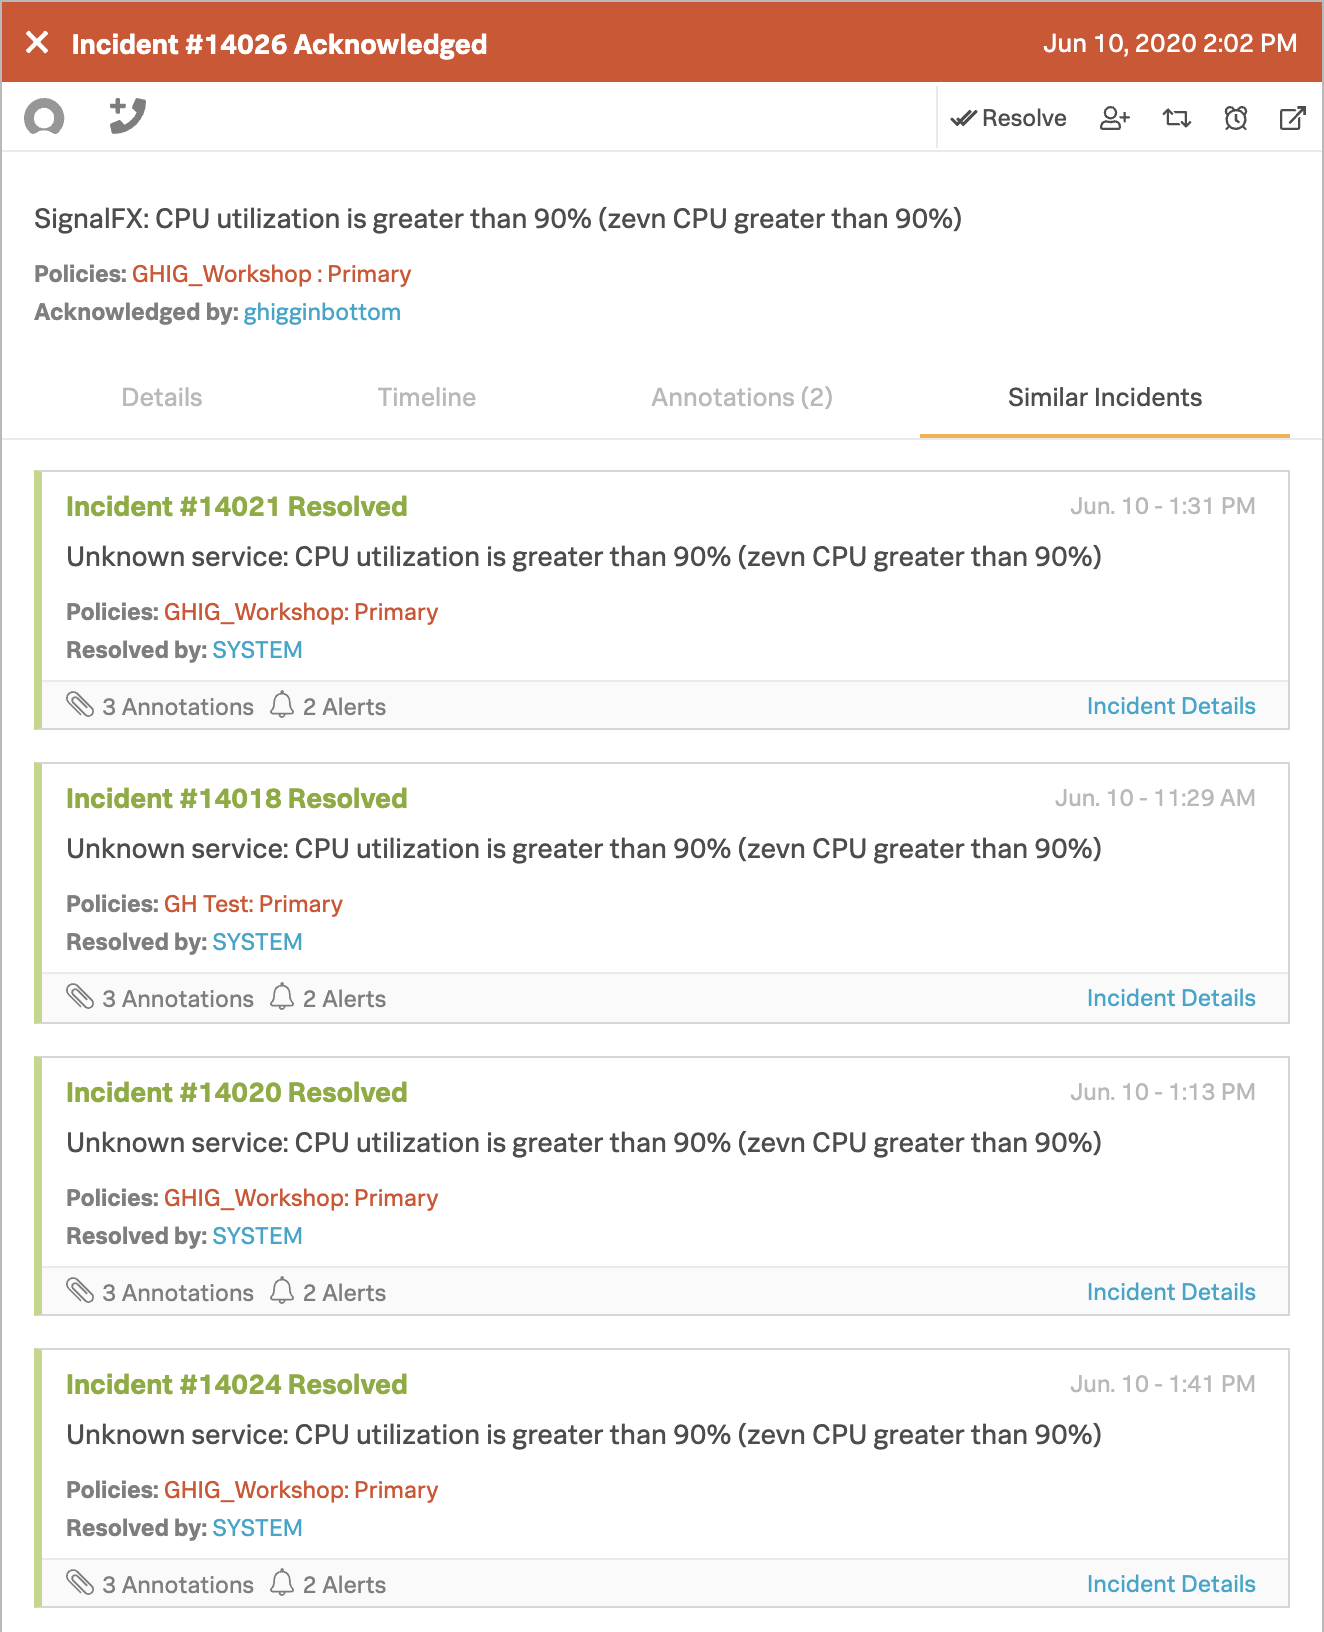 Incident #14026 Acknowledged
Jun 10, 2020 2:02 PM
Resolve
SignalFX: CPU utilization is greater than 90% (zevn CPU greater than 90%)
Policies: GHIG_Workshop : Primary
Acknowledged by: ghigginbottom
Details Timeline Annotations (2) Similar Incidents
Incident #14021 Resolved Jun. 10 - 1:31 PM
Unknown service: CPU utilization is greater than 90% (zevn CPU greater than 90%)
Policies: GHIG_Workshop: Primary
Resolved by: SYSTEM
3 Annotations 2 Alerts Incident Details
Incident #14018 Resolved Jun. 10 - 11:29 AM
Unknown service: CPU utilization is greater than 90% (zevn CPU greater than 90%)
Policies: GH Test: Primary
Resolved by: SYSTEM
3 Annotations 2 Alerts Incident Details
Incident #14020 Resolved Jun. 10 - 1:13 PM
Unknown service: CPU utilization is greater than 90% (zevn CPU greater than 90%)
Policies: GHIG_Workshop: Primary
Resolved by: SYSTEM
3 Annotations 2 Alerts Incident Details
Incident #14024 Resolved Jun. 10 - 1:41 PM
Unknown service: CPU utilization is greater than 90% (zevn CPU greater than 90%)
Policies: GHIG_Workshop: Primary
Resolved by: SYSTEM
3 Annotations 2 Alerts Incident Details